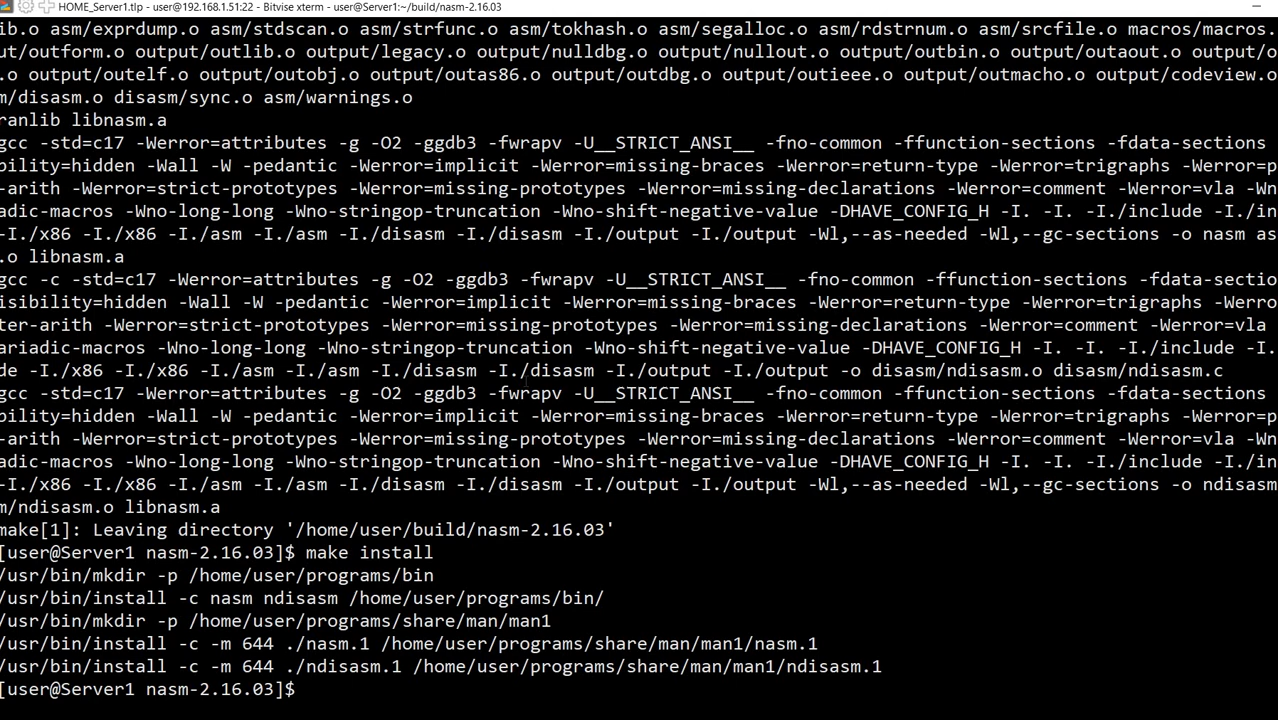 HOME_Server1.tlp - user@192.168.1.51:22 - Bitvise xterm - user@Server1:~/build/nasm-2.16.03
ib.o asm/exprdump.o asm/stdscan.o asm/strfunc.o asm/tokhash.o asm/segalloc.o asm/rdstrnum.o asm/srcfile.o macros/macros.
ut/outform.o output/outlib.o output/legacy.o output/nulldbg.o output/nullout.o output/outbin.o output/outaout.o output/
.o output/outelf.o output/outobj.o output/outas86.o output/outdbg.o output/outieee.o output/outmacho.o output/codeview.o
m/disasm.o disasm/sync.o asm/warnings.o
ranlib libnasm.a
gcc -std=c17 -Werror=attributes -g -O2 -ggdb3 -fwrapv -U__STRICT_ANSI__ -fno-common -ffunction-sections -fdata-sections
bility=hidden -Wall -W -pedantic -Werror=implicit -Werror=missing-braces -Werror=return-type -Werror=trigraphs -Werror=p
-arith -Werror=strict-prototypes -Werror=missing-prototypes -Werror=missing-declarations -Werror=comment -Werror=vla -Wn
adic-macros -Wno-long-long -Wno-stringop-truncation -Wno-shift-negative-value -DHAVE_CONFIG_H -I. -I. -I./include -I./in
-I./x86 -I./x86 -I./asm -I./asm -I./disasm -I./disasm -I./output -I./output -Wl,--as-needed -Wl,--gc-sections -o nasm as
.o libnasm.a
gcc -c -std=c17 -Werror=attributes -g -O2 -ggdb3 -fwrapv -U__STRICT_ANSI__ -fno-common -ffunction-sections -fdata-sectio
isibility=hidden -Wall -W -pedantic -Werror=implicit -Werror=missing-braces -Werror=return-type -Werror=trigraphs -Werro
ter-arith -Werror=strict-prototypes -Werror=missing-prototypes -Werror=missing-declarations -Werror=comment -Werror=vla
ariadic-macros -Wno-long-long -Wno-stringop-truncation -Wno-shift-negative-value -DHAVE_CONFIG_H -I. -I. -I./include -I.
de -I./x86 -I./x86 -I./asm -I./asm -I./disasm -I./disasm -I./output -I./output -o disasm/ndisasm.o disasm/ndisasm.c
gcc -std=c17 -Werror=attributes -g -O2 -ggdb3 -fwrapv -U__STRICT_ANSI__ -fno-common -ffunction-sections -fdata-sections
bility=hidden -Wall -W -pedantic -Werror=implicit -Werror=missing-braces -Werror=return-type -Werror=trigraphs -Werror=p
-arith -Werror=strict-prototypes -Werror=missing-prototypes -Werror=missing-declarations -Werror=comment -Werror=vla -Wn
adic-macros -Wno-long-long -Wno-stringop-truncation -Wno-shift-negative-value -DHAVE_CONFIG_H -I. -I. -I./include -I./in
-I./x86 -I./x86 -I./asm -I./asm -I./disasm -I./disasm -I./output -I./output -Wl,--as-needed -Wl,--gc-sections -o ndisasm
m/ndisasm.o libnasm.a
make[1]: Leaving directory '/home/user/build/nasm-2.16.03'
[user@Server1 nasm-2.16.03]$ make install
/usr/bin/mkdir -p /home/user/programs/bin
/usr/bin/install -c nasm ndisasm /home/user/programs/bin/
/usr/bin/mkdir -p /home/user/programs/share/man/man1
/usr/bin/install -c -m 644 ./nasm.1 /home/user/programs/share/man/man1/nasm.1
/usr/bin/install -c -m 644 ./ndisasm.1 /home/user/programs/share/man/man1/ndisasm.1
[user@Server1 nasm-2.16.03]$